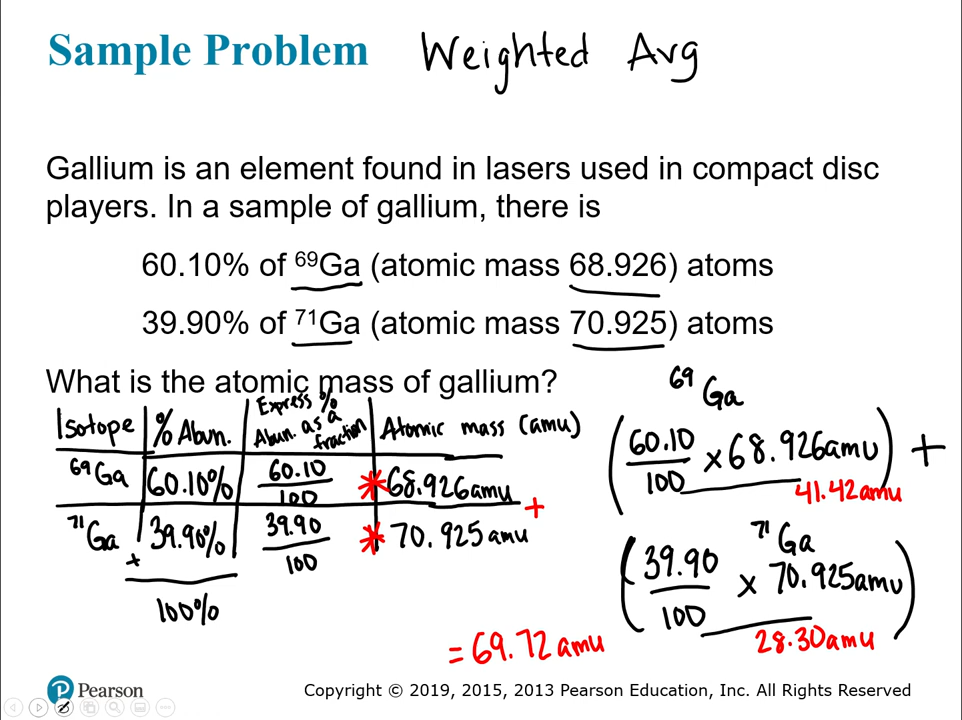 Sample Problem Weighted Avg
Gallium is an element found in lasers used in compact disc
players. In a sample of gallium, there is
60.10% of ⁶⁹Ga (atomic mass 68.926) atoms
39.90% of ⁷¹Ga (atomic mass 70.925) atoms
What is the atomic mass of gallium?
Isotope | % Abun. | Express % Abun. as a fraction | Atomic mass (amu)
⁶⁹Ga | 60.10% | 60.10/100 * 68.926amu
+
⁷¹Ga | 39.90% | 39.90/100 * 70.925amu
+
100%
⁶⁹Ga
(60.10/100 × 68.926amu) +
41.42amu
⁷¹Ga
(39.90/100 × 70.925amu)
28.30amu
= 69.72amu
Pearson
Copyright © 2019, 2015, 2013 Pearson Education, Inc. All Rights Reserved